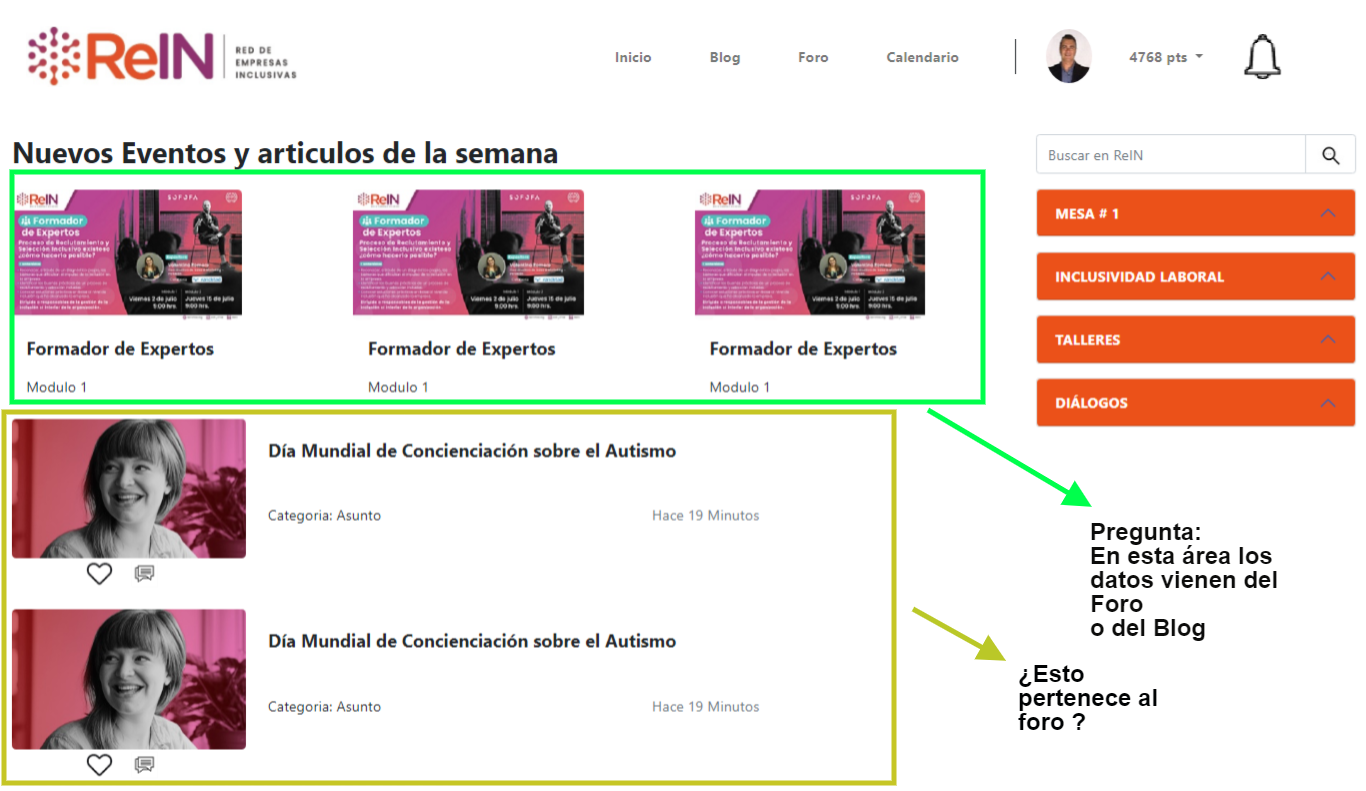 ReIN
RED DE
EMPRESAS
INCLUSIVAS
Inicio
Blog
Foro
Calendario
4768 pts
Nuevos Eventos y articulos de la semana
Buscar en ReIN
MESA # 1
INCLUSIVIDAD LABORAL
TALLERES
DIÁLOGOS
ReIN
SOFOFA
Formador
de Expertos
Proceso de Reclutamiento y
Selección Inclusivo exitoso
¿cómo hacerlo posible?
Viernes 2 de julio
9:00 hrs.
Jueves 15 de julio
9:00 hrs.
ReIN
SOFOFA
Formador
de Expertos
Proceso de Reclutamiento y
Selección Inclusivo exitoso
¿cómo hacerlo posible?
Viernes 2 de julio
9:00 hrs.
Jueves 15 de julio
9:00 hrs.
ReIN
SOFOFA
Formador
de Expertos
Proceso de Reclutamiento y
Selección Inclusivo exitoso
¿cómo hacerlo posible?
Viernes 2 de julio
9:00 hrs.
Jueves 15 de julio
9:00 hrs.
Formador de Expertos
Modulo 1
Formador de Expertos
Modulo 1
Formador de Expertos
Modulo 1
Día Mundial de Concienciación sobre el Autismo
Categoria: Asunto
Hace 19 Minutos
Día Mundial de Concienciación sobre el Autismo
Categoria: Asunto
Hace 19 Minutos
Pregunta:
En esta área los
datos vienen del
Foro
o del Blog
¿Esto
pertenece al
foro ?